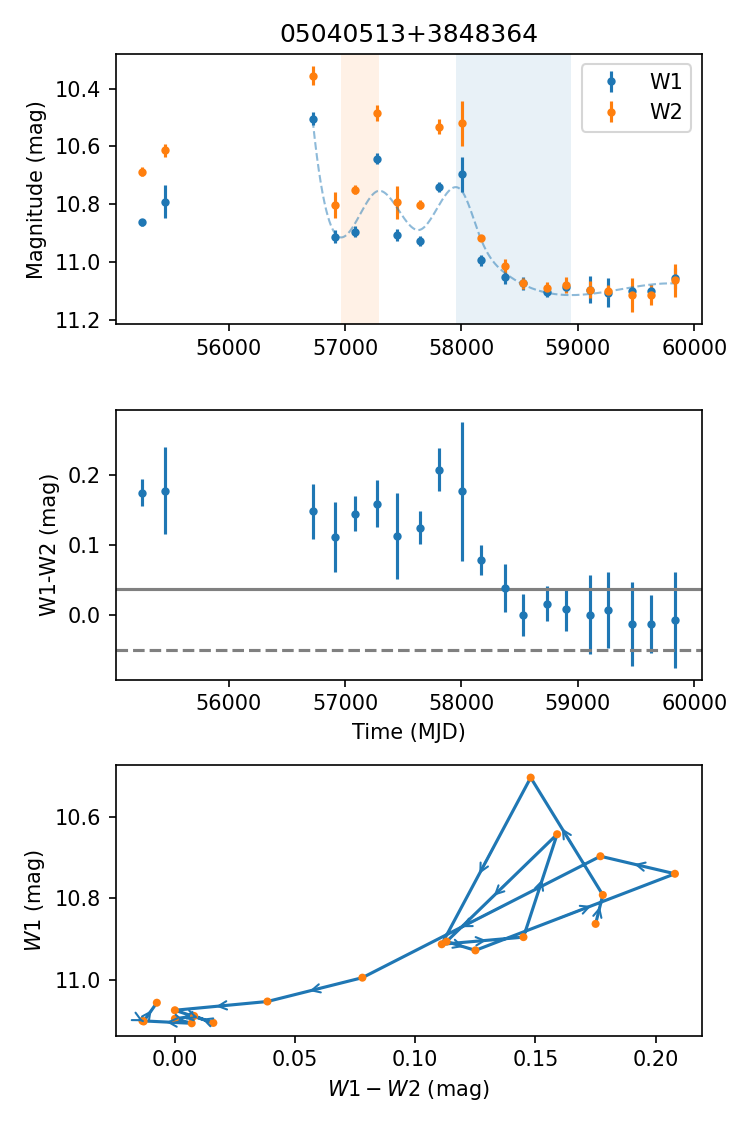 05040513+3848364
Magnitude (mag)
10.4
10.6
10.8
11.0
11.2
W1
W2
56000 57000 58000 59000 60000
W1-W2 (mag)
0.2
0.1
0.0
56000 57000 58000 59000 60000
Time (MJD)
W1 (mag)
10.6
10.8
11.0
0.00 0.05 0.10 0.15 0.20
W1 − W2 (mag)